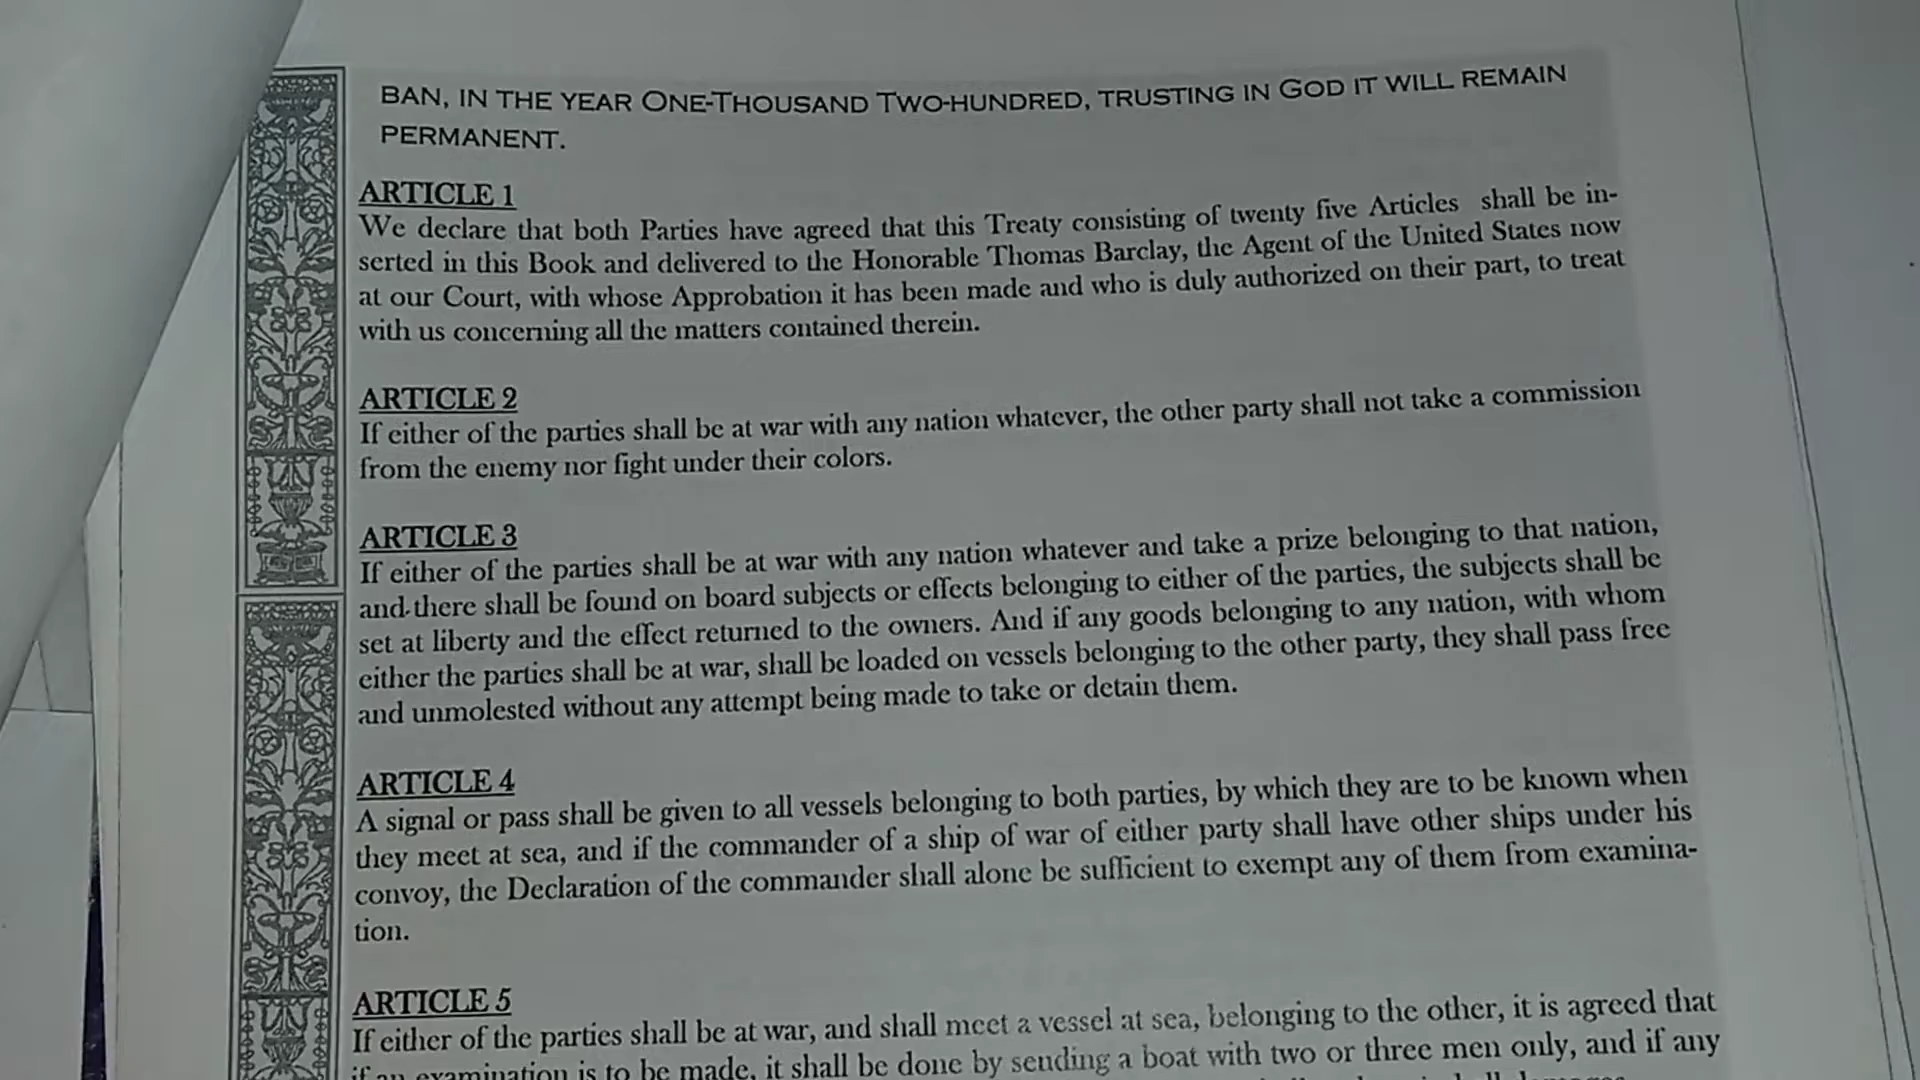 BAN, IN THE YEAR ONE-THOUSAND TWO-HUNDRED, TRUSTING IN GOD IT WILL REMAIN
PERMANENT.
ARTICLE 1
We declare that both Parties have agreed that this Treaty consisting of twenty five Articles shall be in-
serted in this Book and delivered to the Honorable Thomas Barclay, the Agent of the United States now
at our Court, with whose Approbation it has been made and who is duly authorized on their part, to treat
with us concerning all the matters contained therein.
ARTICLE 2
If either of the parties shall be at war with any nation whatever, the other party shall not take a commission
from the enemy nor fight under their colors.
ARTICLE 3
If either of the parties shall be at war with any nation whatever and take a prize belonging to that nation,
and there shall be found on board subjects or effects belonging to either of the parties, the subjects shall be
set at liberty and the effect returned to the owners. And if any goods belonging to any nation, with whom
either the parties shall be at war, shall be loaded on vessels belonging to the other party, they shall pass free
and unmolested without any attempt being made to take or detain them.
ARTICLE 4
A signal or pass shall be given to all vessels belonging to both parties, by which they are to be known when
they meet at sea, and if the commander of a ship of war of either party shall have other ships under his
convoy, the Declaration of the commander shall alone be sufficient to exempt any of them from examina-
tion.
ARTICLE 5
If either of the parties shall be at war, and shall meet a vessel at sea, belonging to the other, it is agreed that
if an examination is to be made, it shall be done by sending a boat with two or three men only, and if any